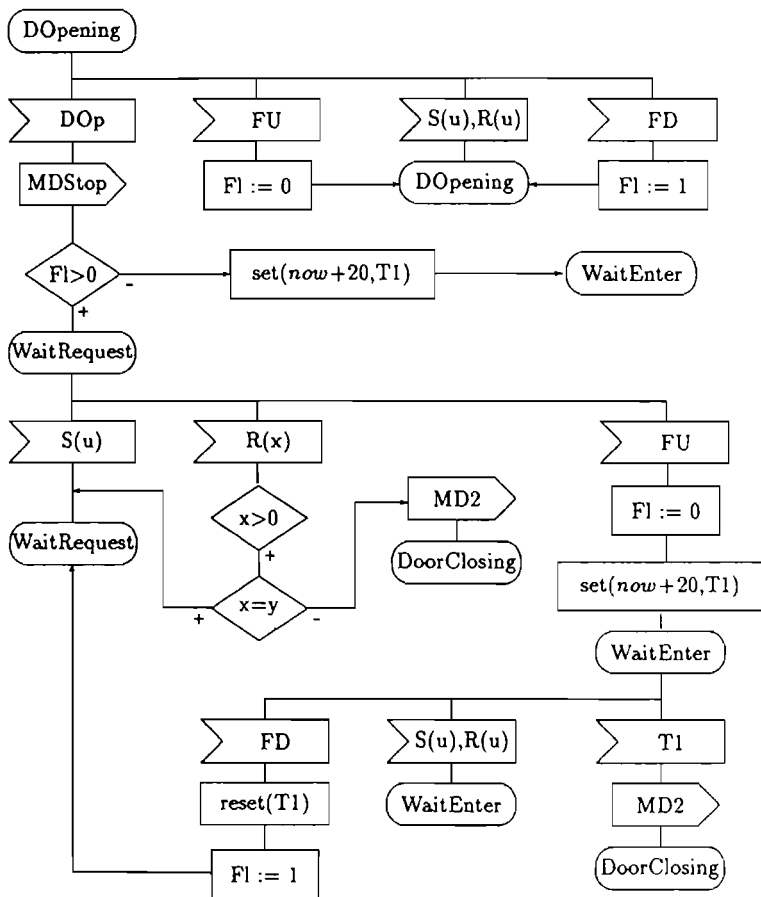 DOpening
DOp
FU
S(u),R(u)
FD
MDStop
Fl := 0
DOpening
Fl := 1
Fl>0
-
set(now+20,T1)
WaitEnter
+
WaitRequest
S(u)
R(x)
FU
x>0
MD2
Fl := 0
WaitRequest
+
DoorClosing
x=y
set(now+20,T1)
+
-
WaitEnter
FD
S(u),R(u)
T1
reset(T1)
WaitEnter
MD2
Fl := 1
DoorClosing